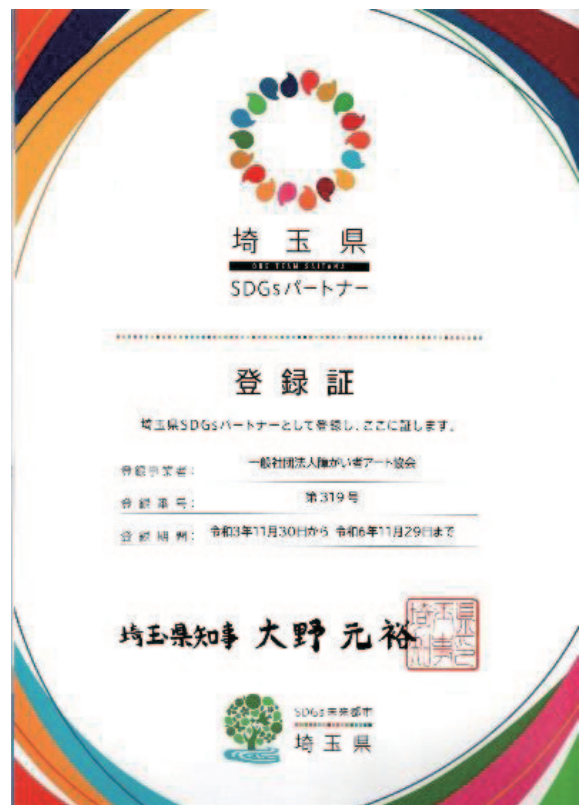 埼玉県
ONE TEAM SAITAMA
SDGsパートナー
登録証
埼玉県SDGsパートナーとして登録し、ここに証します。
登録事業者：
一般社団法人障がい者アート協会
登録番号：
第319号
登録期間：
令和3年11月30日から 令和6年11月29日まで
埼玉県知事 大野元裕
SDGs未来都市
埼玉県